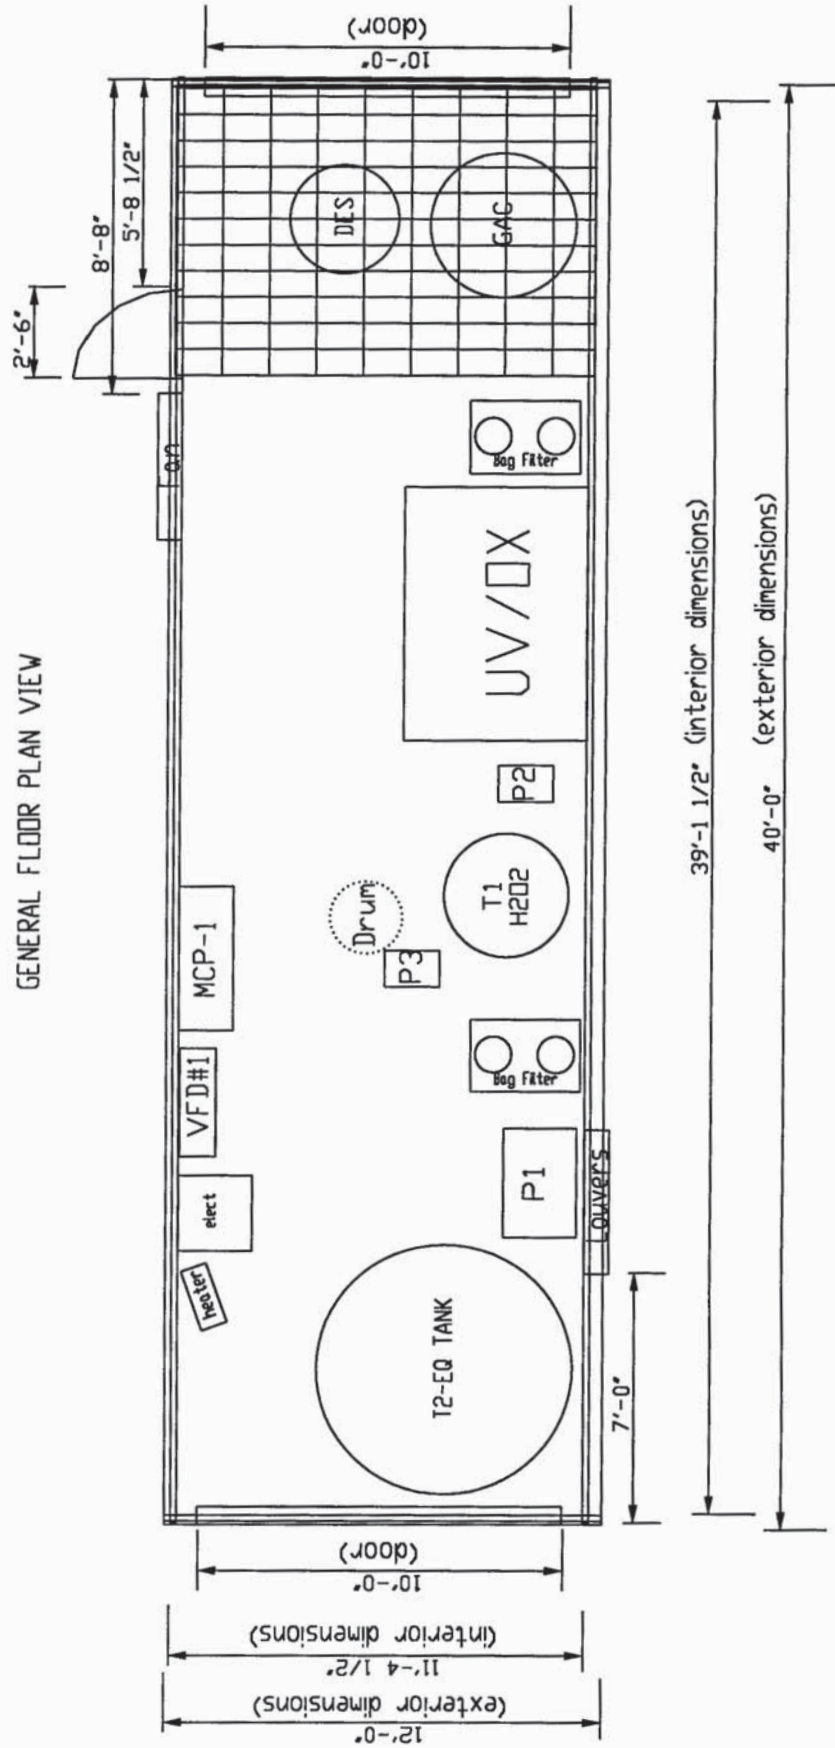 GENERAL FLOOR PLAN VIEW
2'-6"
8'-8"
5'-8 1/2"
10'-0"
(door)
DES
GAC
Bag Filter
UV/OX
P2
T1
H2O2
Drum
P3
MCP-1
VFD#1
elect
heater
Bag Filter
P1
Louvers
T2-EQ TANK
7'-0"
10'-0"
(door)
11'-4 1/2"
(interior dimensions)
12'-0"
(exterior dimensions)
39'-1 1/2" (interior dimensions)
40'-0" (exterior dimensions)